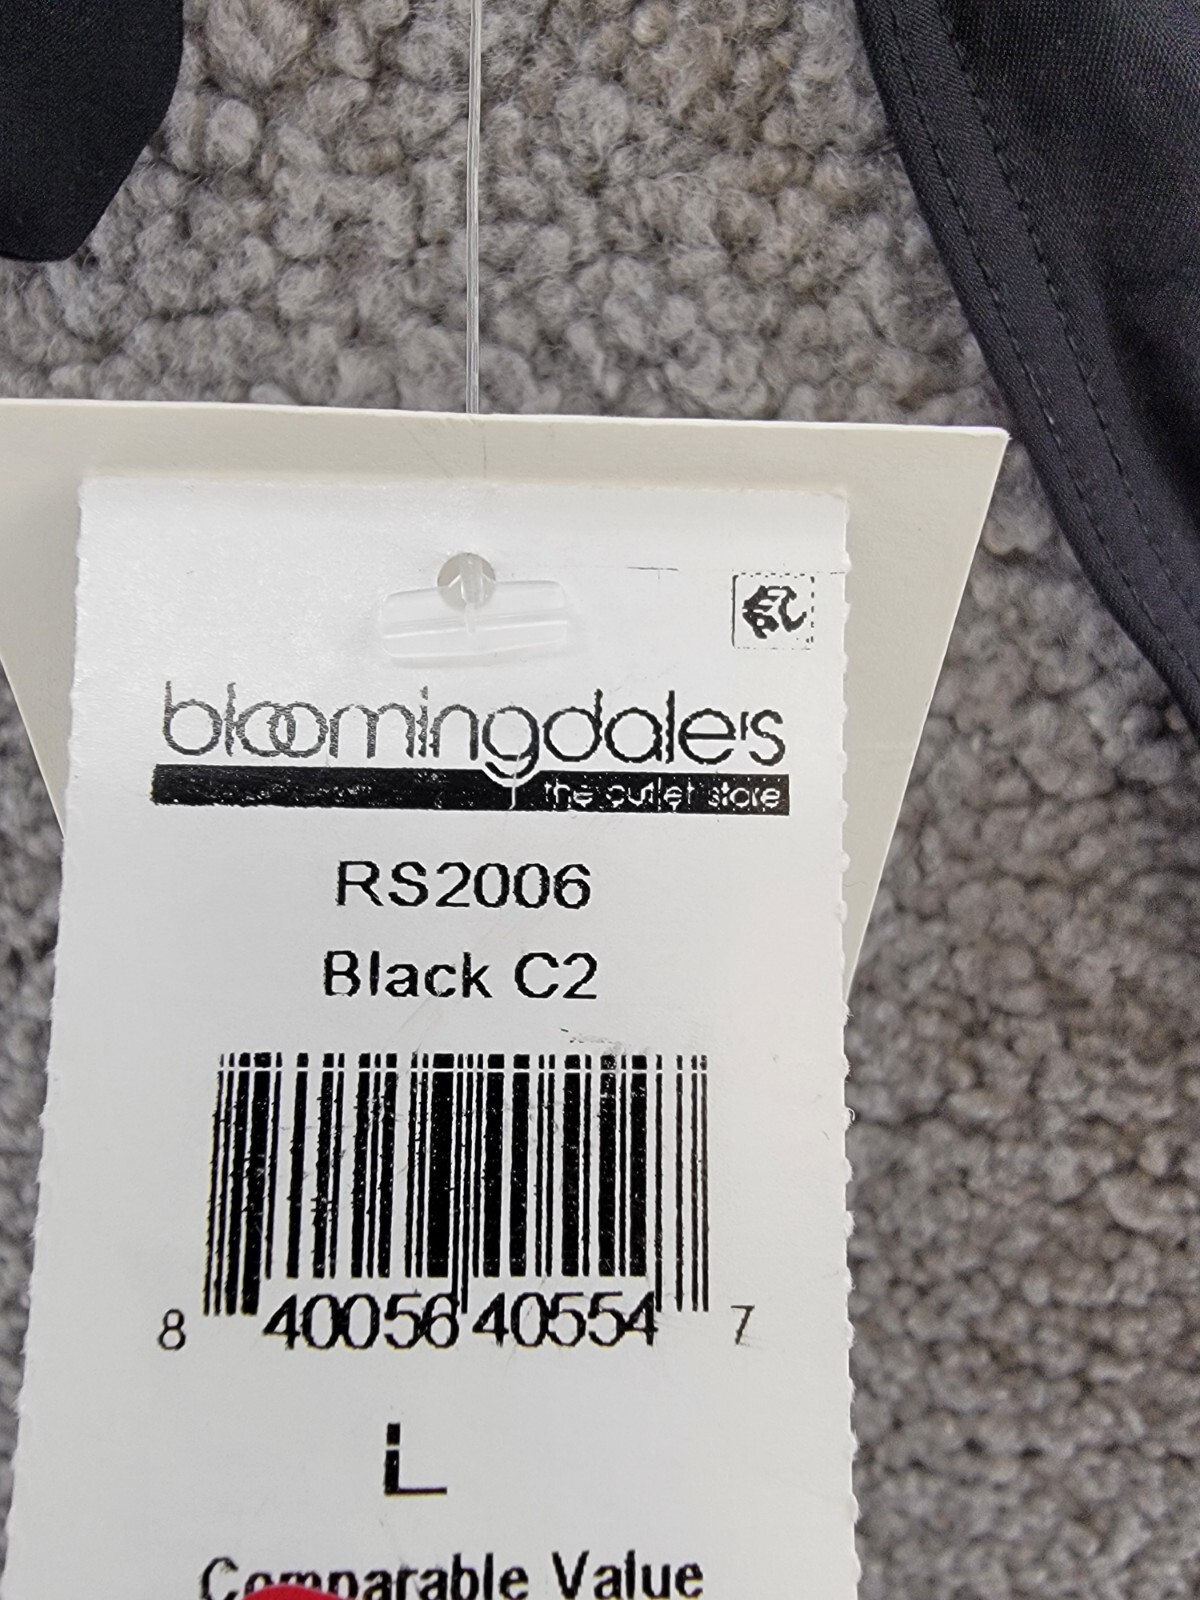 bloomingdale's
the outlet store
RS2006
Black C2
8 40056 40554 7
L
Comparable Value